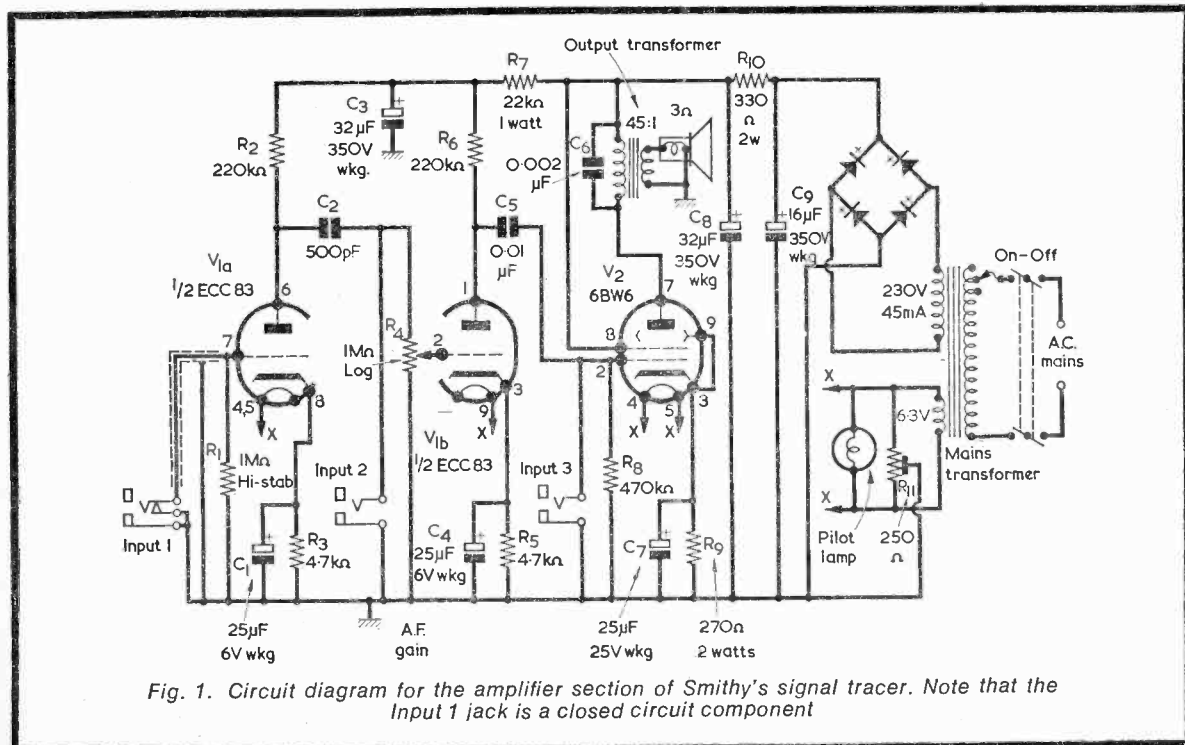 Output transformer
R7
22kΩ
1 watt
R10
330
Ω
2w
C3
32µF
350V
wkg.
R2
220kΩ
R6
220kΩ
45:1
3Ω
C6
0·002
µF
C2
500pF
C5
0·01
µF
C8
32µF
350V
wkg
C9
16µF
350V
wkg
On-Off
V1a
1/2 ECC 83
6
7
4,5
8
X
R4
1MΩ
Log
1
2
3
9
X
V1b
1/2 ECC 83
V2
6BW6
7
9
8
2
4
5
3
X
X
230V
45mA
A.C.
mains
X
6·3V
Mains
transformer
X
Pilot
lamp
R11
250
Ω
R1
1MΩ
Hi-stab
Input 1
Input 2
Input 3
C1
25µF
6V wkg
R3
4·7kΩ
A.F.
gain
C4
25µF
6V wkg
R5
4·7kΩ
R8
470kΩ
C7
25µF
25V wkg
R9
270Ω
2 watts
Fig. 1. Circuit diagram for the amplifier section of Smithy's signal tracer. Note that the
Input 1 jack is a closed circuit component